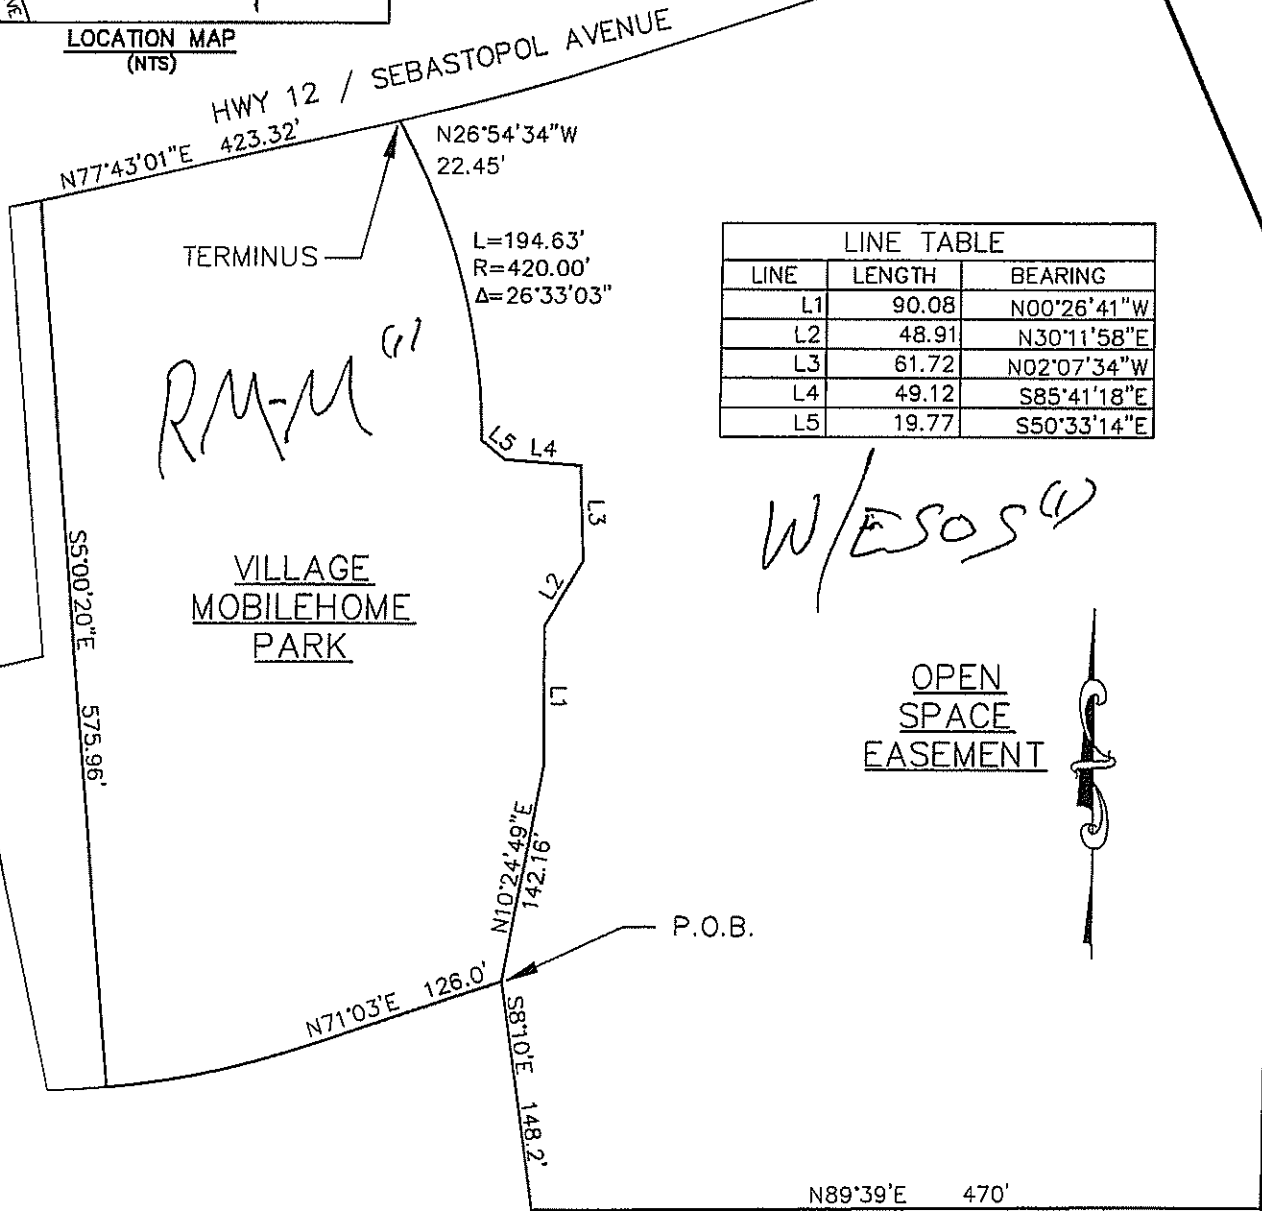 LOCATION MAP
(NTS)
HWY 12 / SEBASTOPOL AVENUE
N77°43'01"E 423.32'
N26°54'34"W
22.45'
TERMINUS
L=194.63'
R=420.00'
Δ=26°33'03"
LINE TABLE
LINE LENGTH BEARING
L1 90.08 N00°26'41"W
L2 48.91 N30°11'58"E
L3 61.72 N02°07'34"W
L4 49.12 S85°41'18"E
L5 19.77 S50°33'14"E
RM-M (1)
L5 L4
L3
W/ESOS (1)
S5°00'20"E 575.96'
VILLAGE
MOBILEHOME
PARK
L2
L1
OPEN
SPACE
EASEMENT
N10°24'49"E
142.16'
P.O.B.
N71°03'E 126.0'
S8°10'E 148.2'
N89°39'E 470'